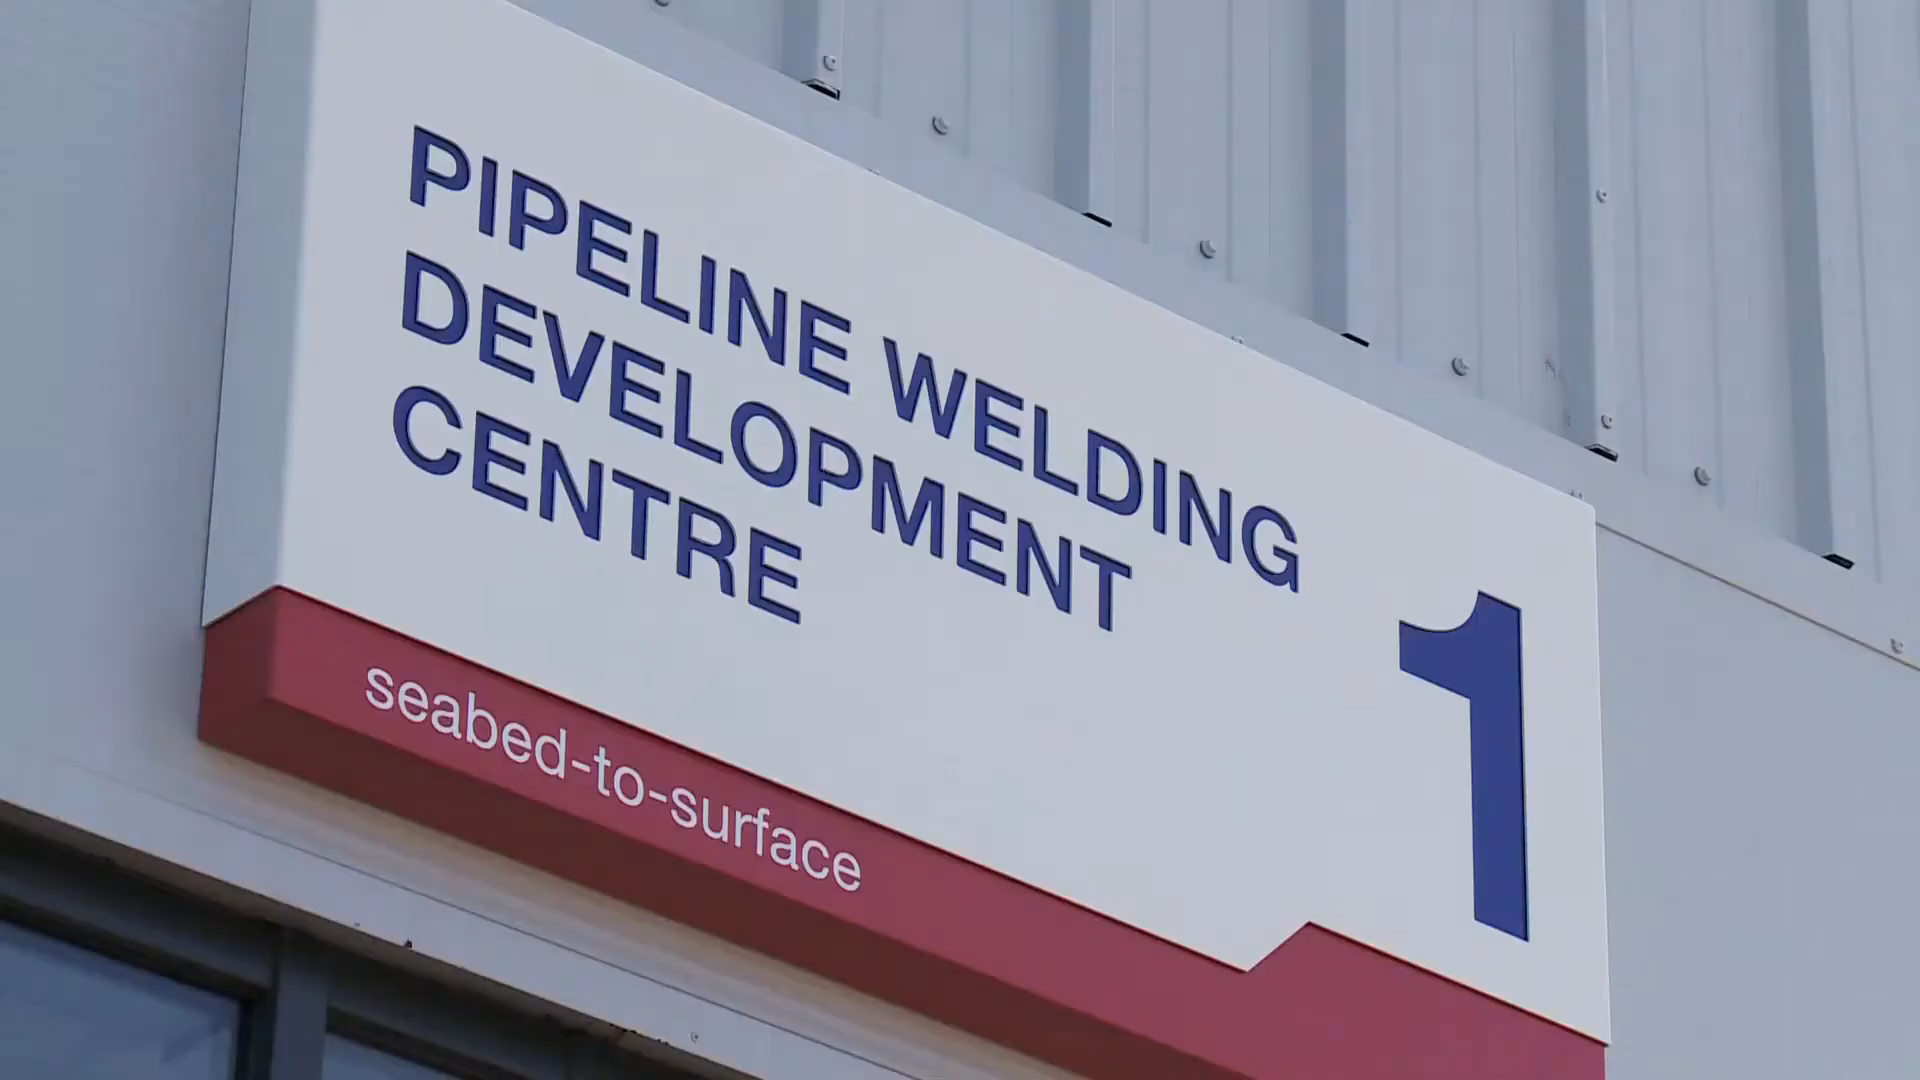 PIPELINE WELDING
DEVELOPMENT
CENTRE
1
seabed-to-surface